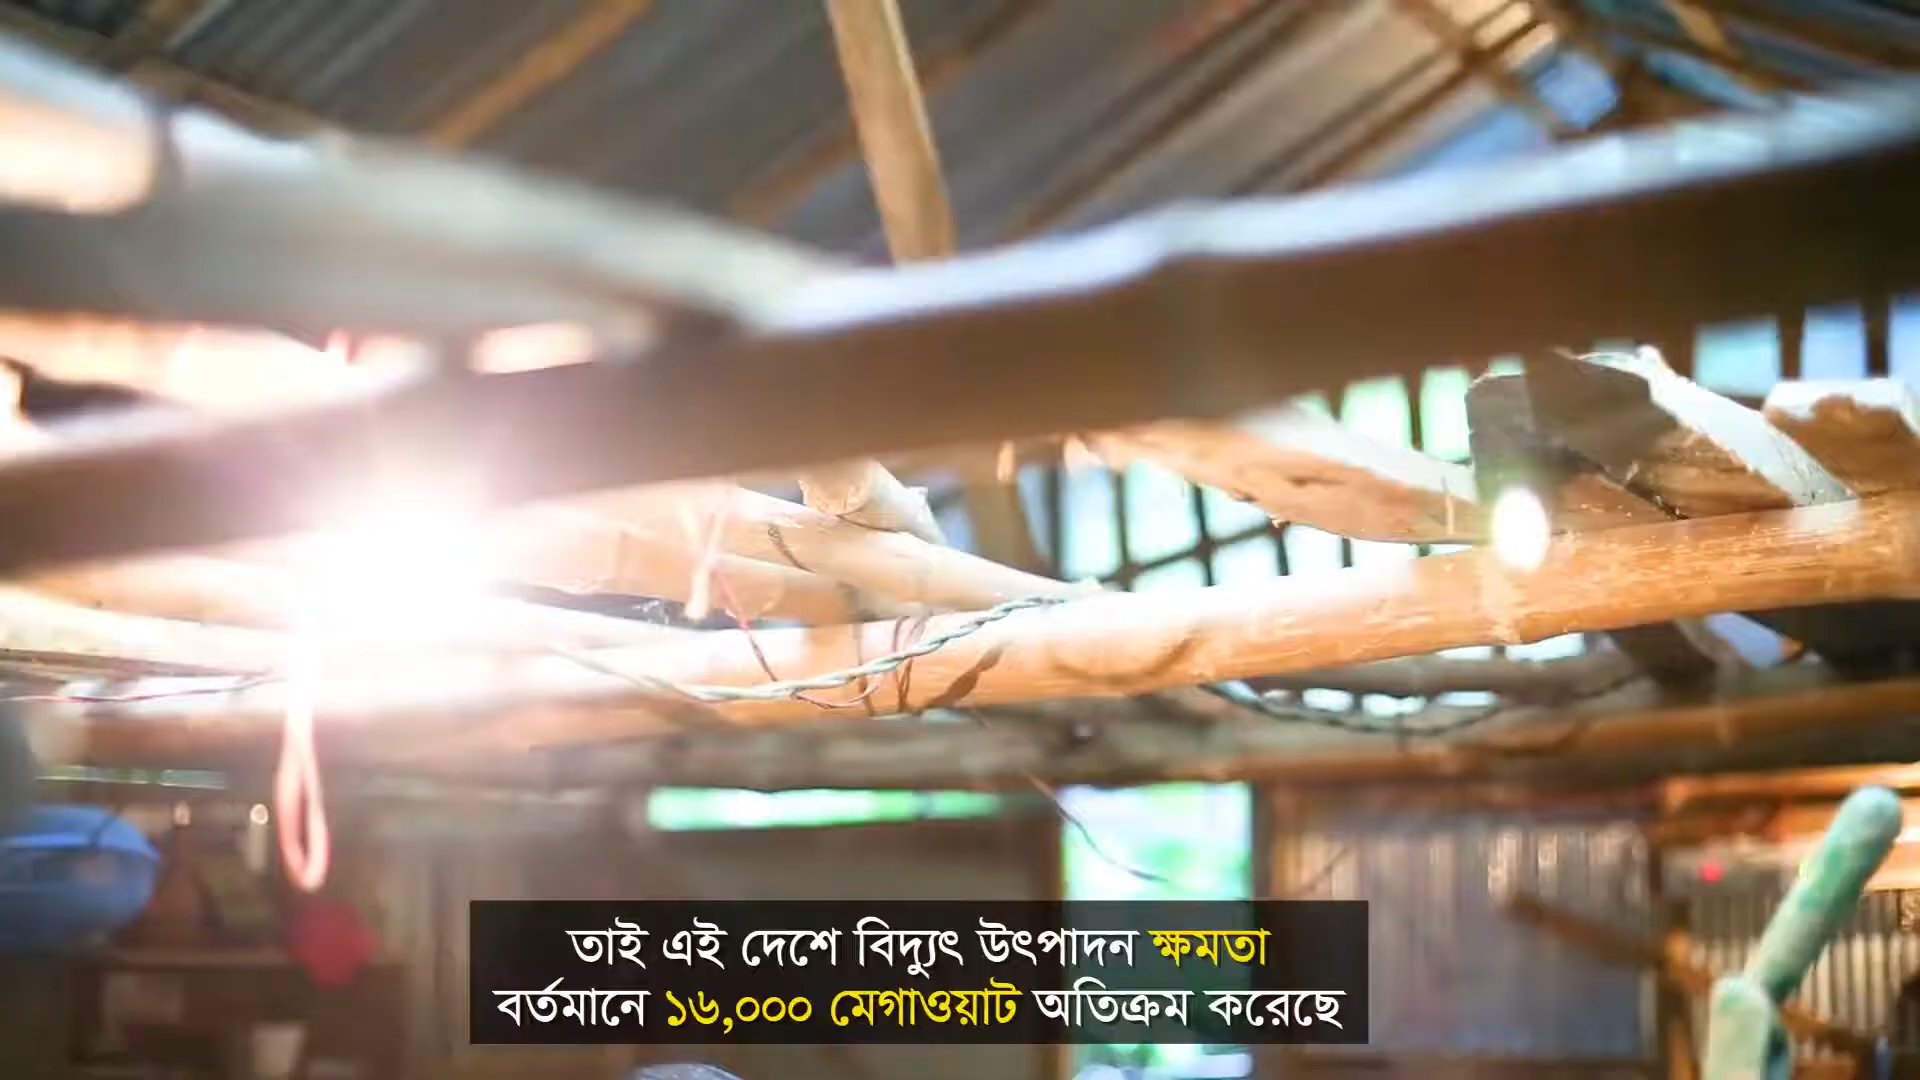 তাই এই দেশে বিদ্যুৎ উৎপাদন ক্ষমতা
বর্তমানে ১৬,০০০ মেগাওয়াট অতিক্রম করেছে